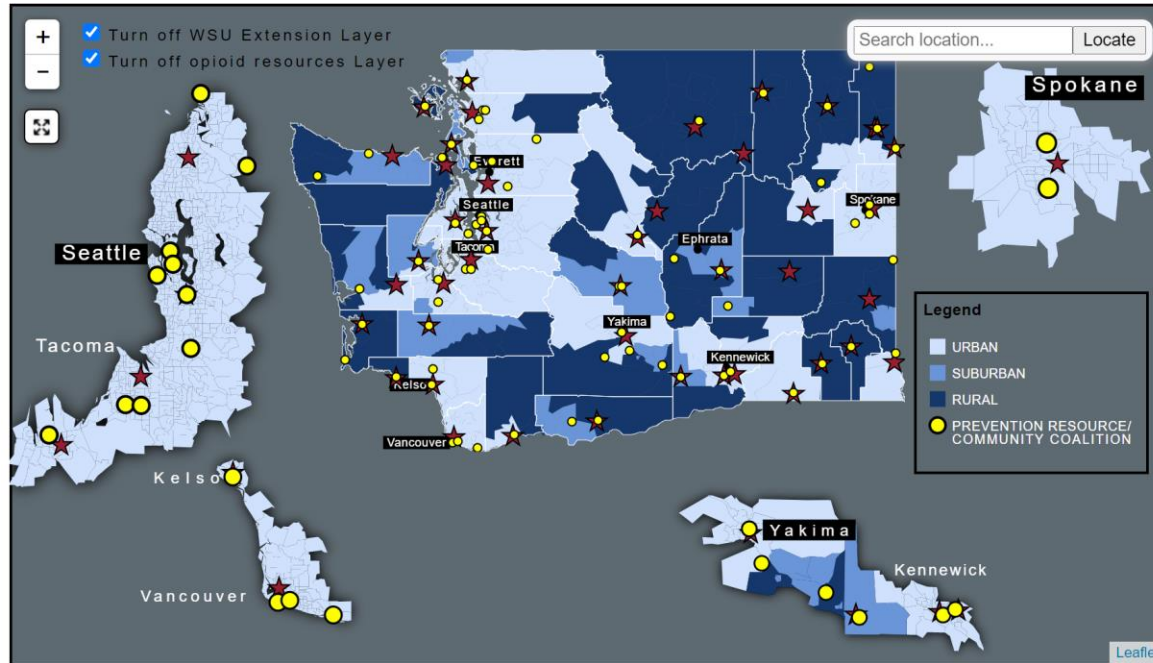 +
−
Turn off WSU Extension Layer
Turn off opioid resources Layer
Search location...
Locate
Spokane
Everett
Seattle
Spokane
Ephrata
Tacoma
Seattle
Tacoma
Yakima
Kennewick
Kelso
Vancouver
Legend
URBAN
SUBURBAN
RURAL
PREVENTION RESOURCE/
COMMUNITY COALITION
Kelso
Vancouver
Yakima
Kennewick
Leafle